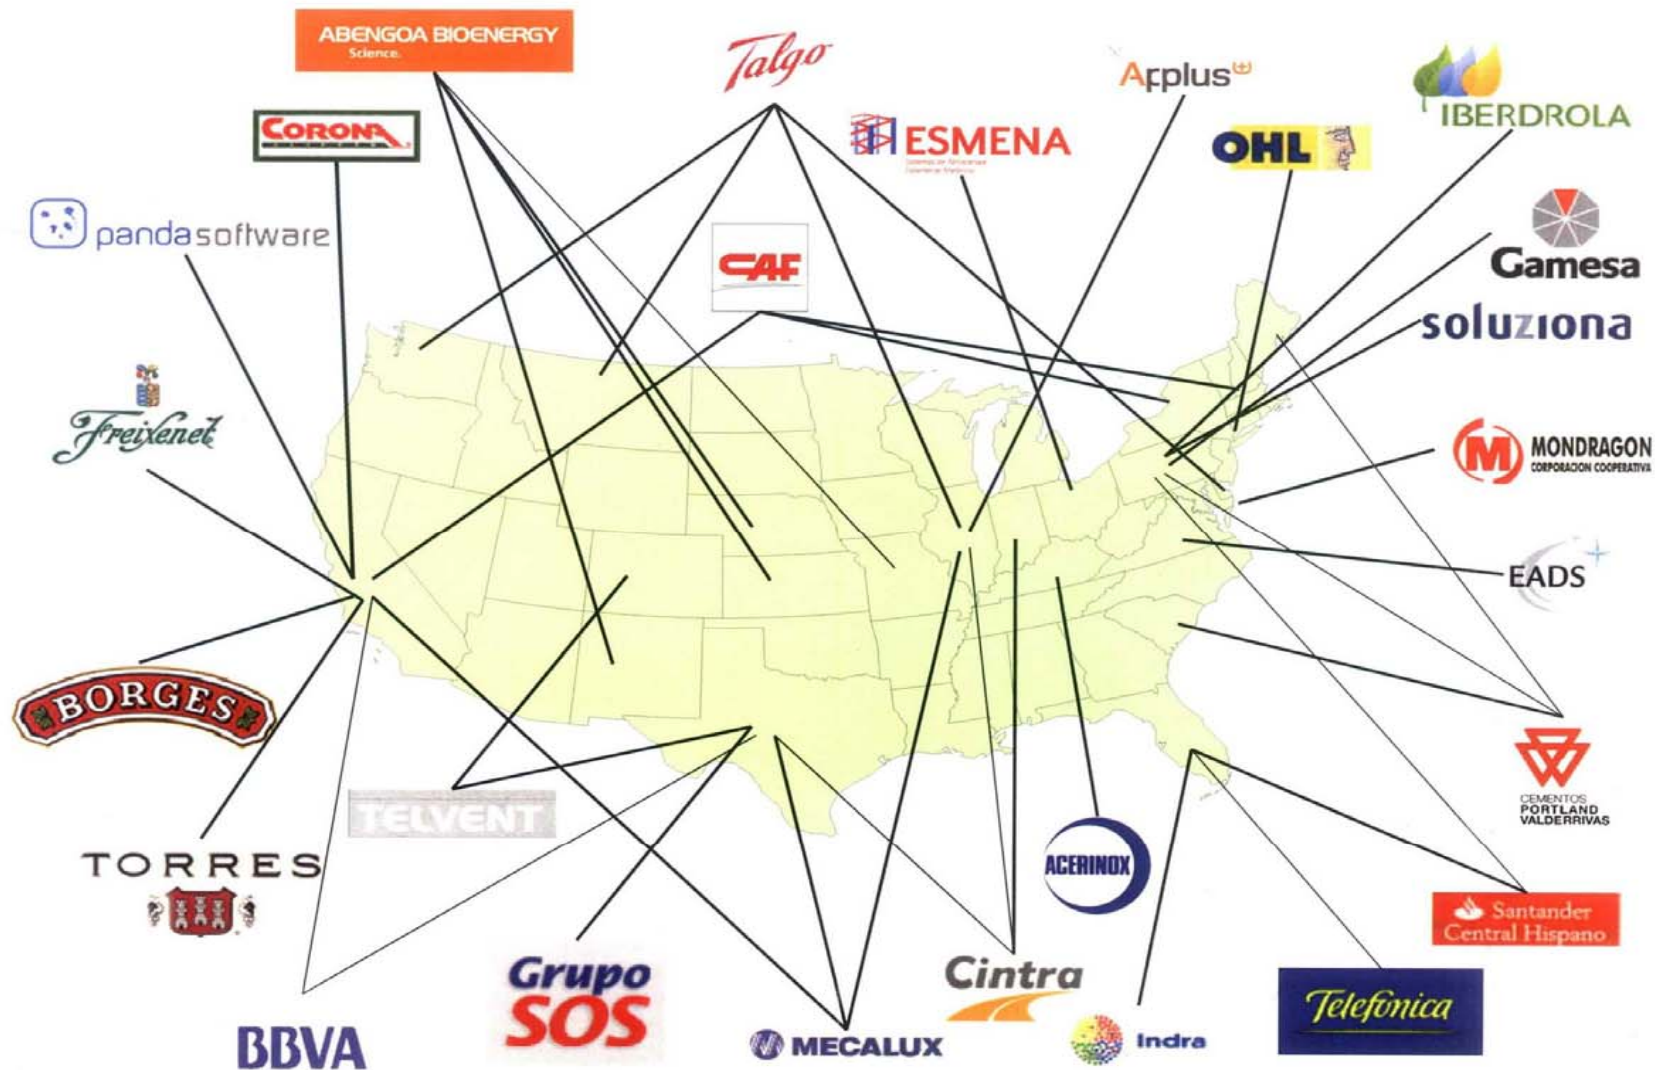 ABENGOA BIOENERGY
Science.
Talgo
Applus+
IBERDROLA
CORONA
ESMENA
OHL
pandasoftware
CAF
Gamesa
soluziona
Freixenet
MONDRAGON
CORPORACION COOPERATIVA
EADS
BORGES
CEMENTOS
PORTLAND
VALDERRIVAS
TELVENT
TORRES
ACERINOX
Santander
Central Hispano
Grupo
SOS
Cintra
Telefónica
BBVA
MECALUX
Indra